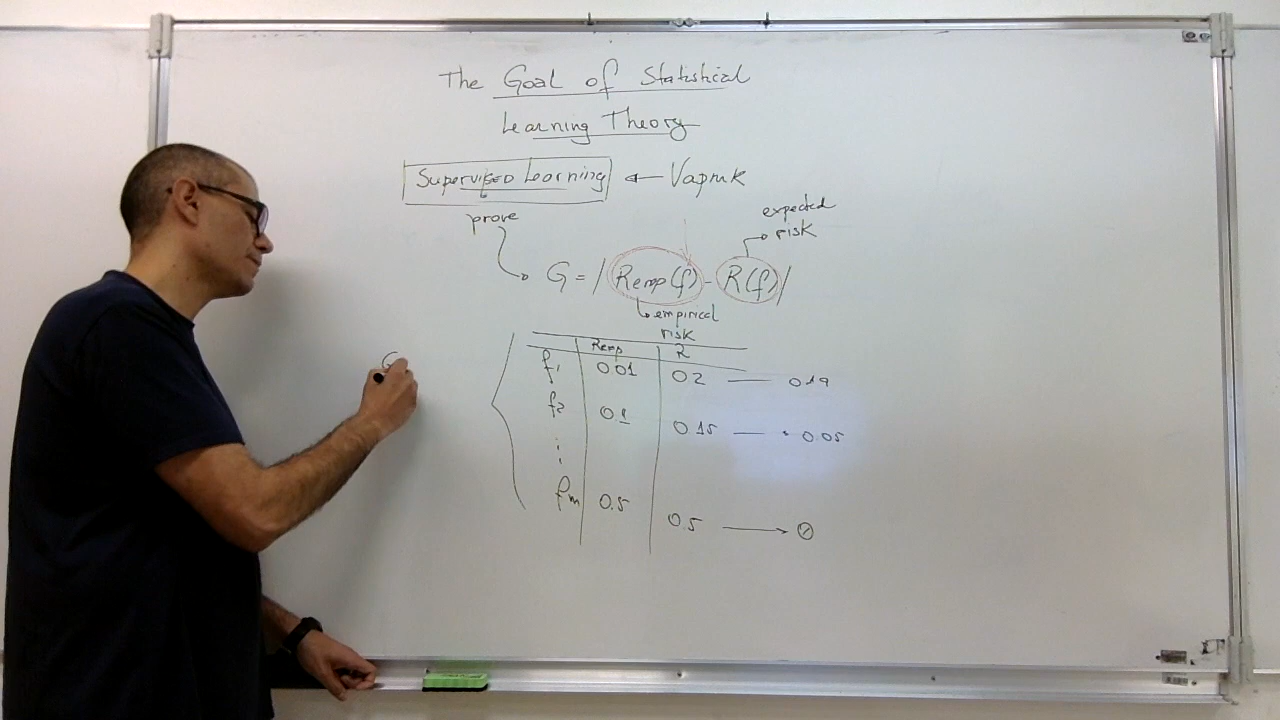 The Goal of Statistical
Learning Theory
Supervised Learning ← Vapnik
prove
expected
risk
G = | Remp(f) - R(f) |
empirical
risk
Remp R
f1 0.01 0.2 — 0.19
f2 0.1 0.15 — 0.05
⋮
fm 0.5 0.5 → 0
G